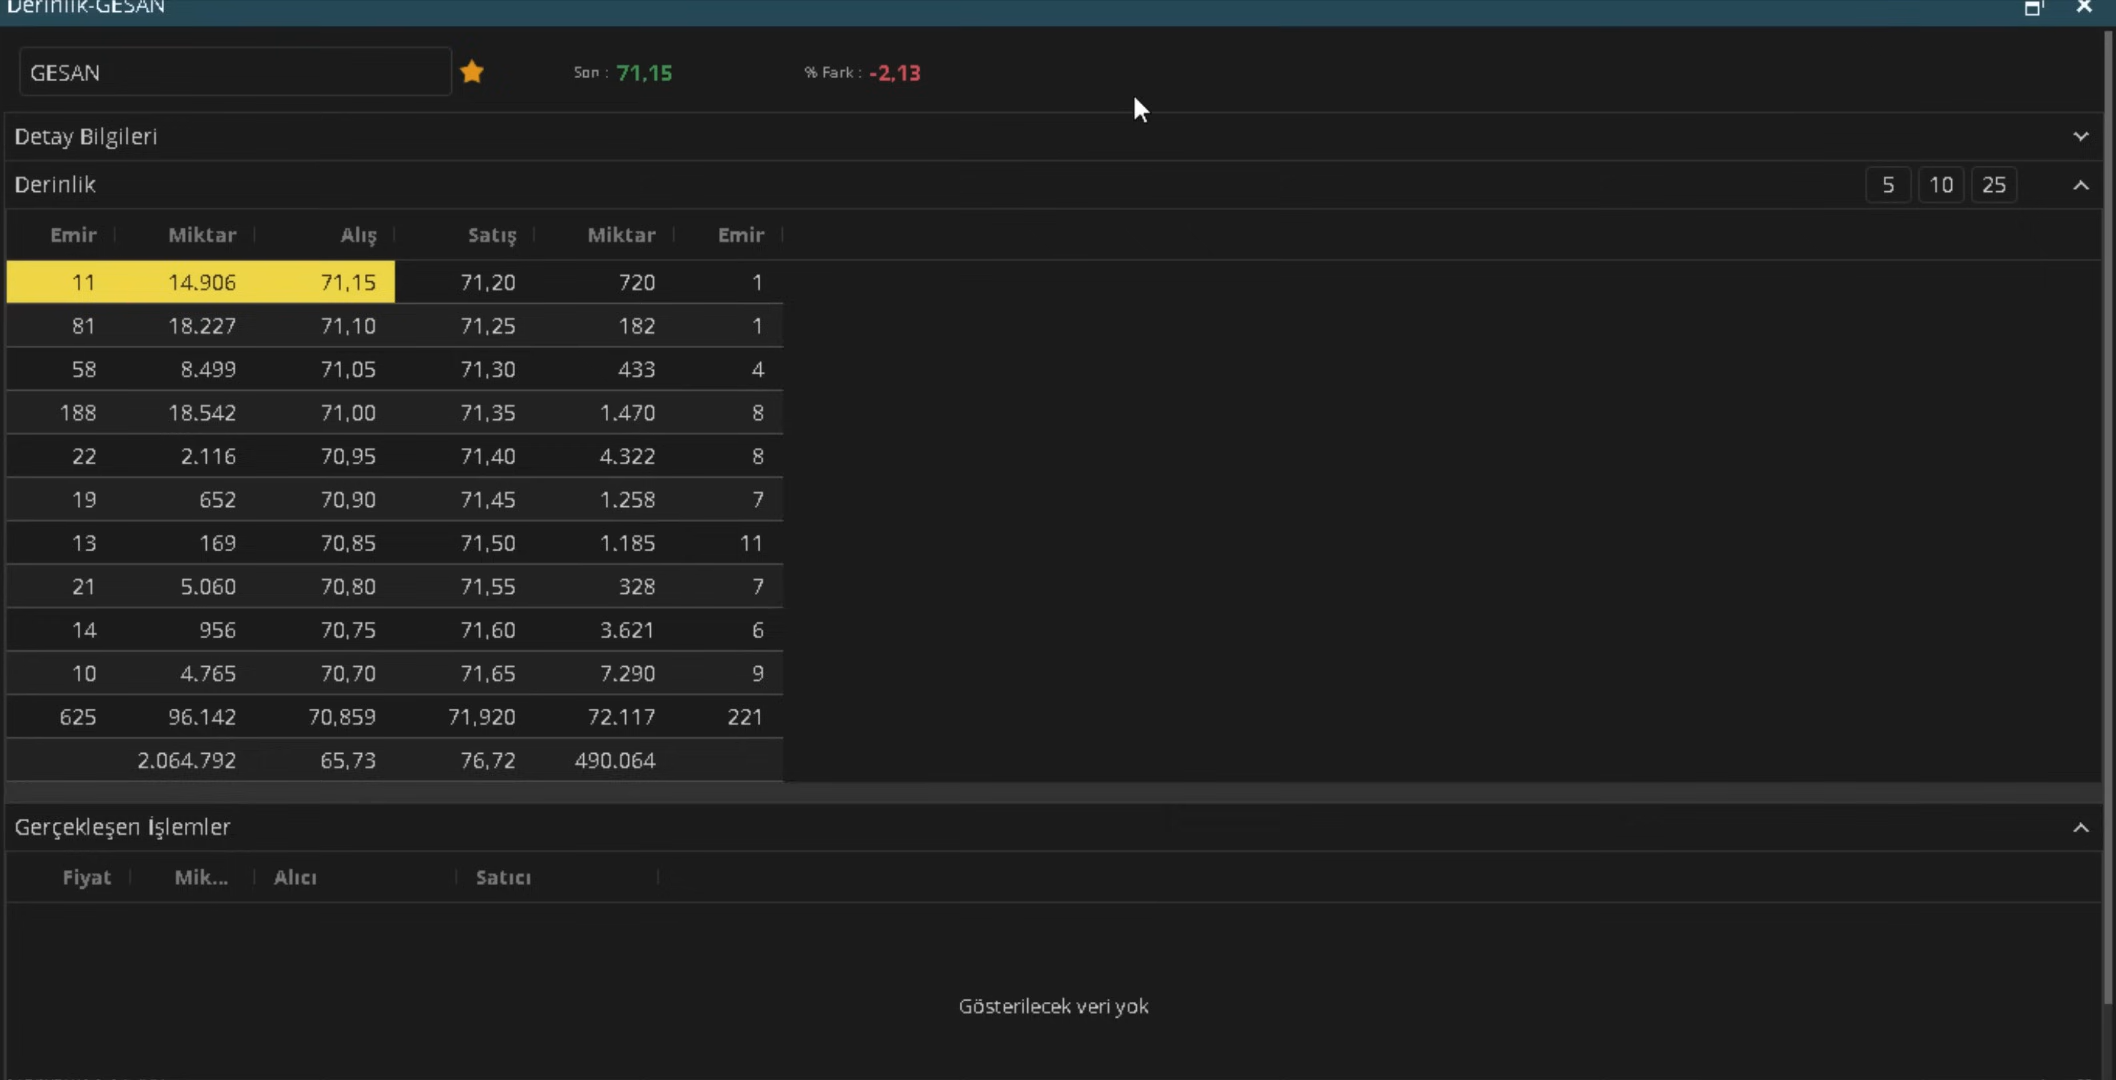 Derinlik-GESAN
GESAN Son : 71,15 % Fark : -2,13
Detay Bilgileri
Derinlik 5 10 25
Emir Miktar Alış Satış Miktar Emir
11 14.906 71,15 71,20 720 1
81 18.227 71,10 71,25 182 1
58 8.499 71,05 71,30 433 4
188 18.542 71,00 71,35 1.470 8
22 2.116 70,95 71,40 4.322 8
19 652 70,90 71,45 1.258 7
13 169 70,85 71,50 1.185 11
21 5.060 70,80 71,55 328 7
14 956 70,75 71,60 3.621 6
10 4.765 70,70 71,65 7.290 9
625 96.142 70,859 71,920 72.117 221
2.064.792 65,73 76,72 490.064
Gerçekleşen İşlemler
Fiyat Mik... Alıcı Satıcı
Gösterilecek veri yok